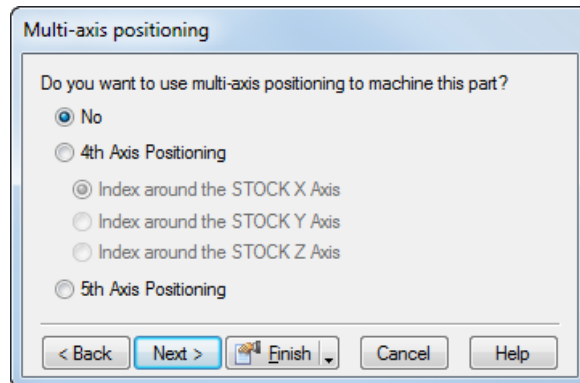 Multi-axis positioning
Do you want to use multi-axis positioning to machine this part?
No
4th Axis Positioning
Index around the STOCK X Axis
Index around the STOCK Y Axis
Index around the STOCK Z Axis
5th Axis Positioning
< Back Next > Finish Cancel Help